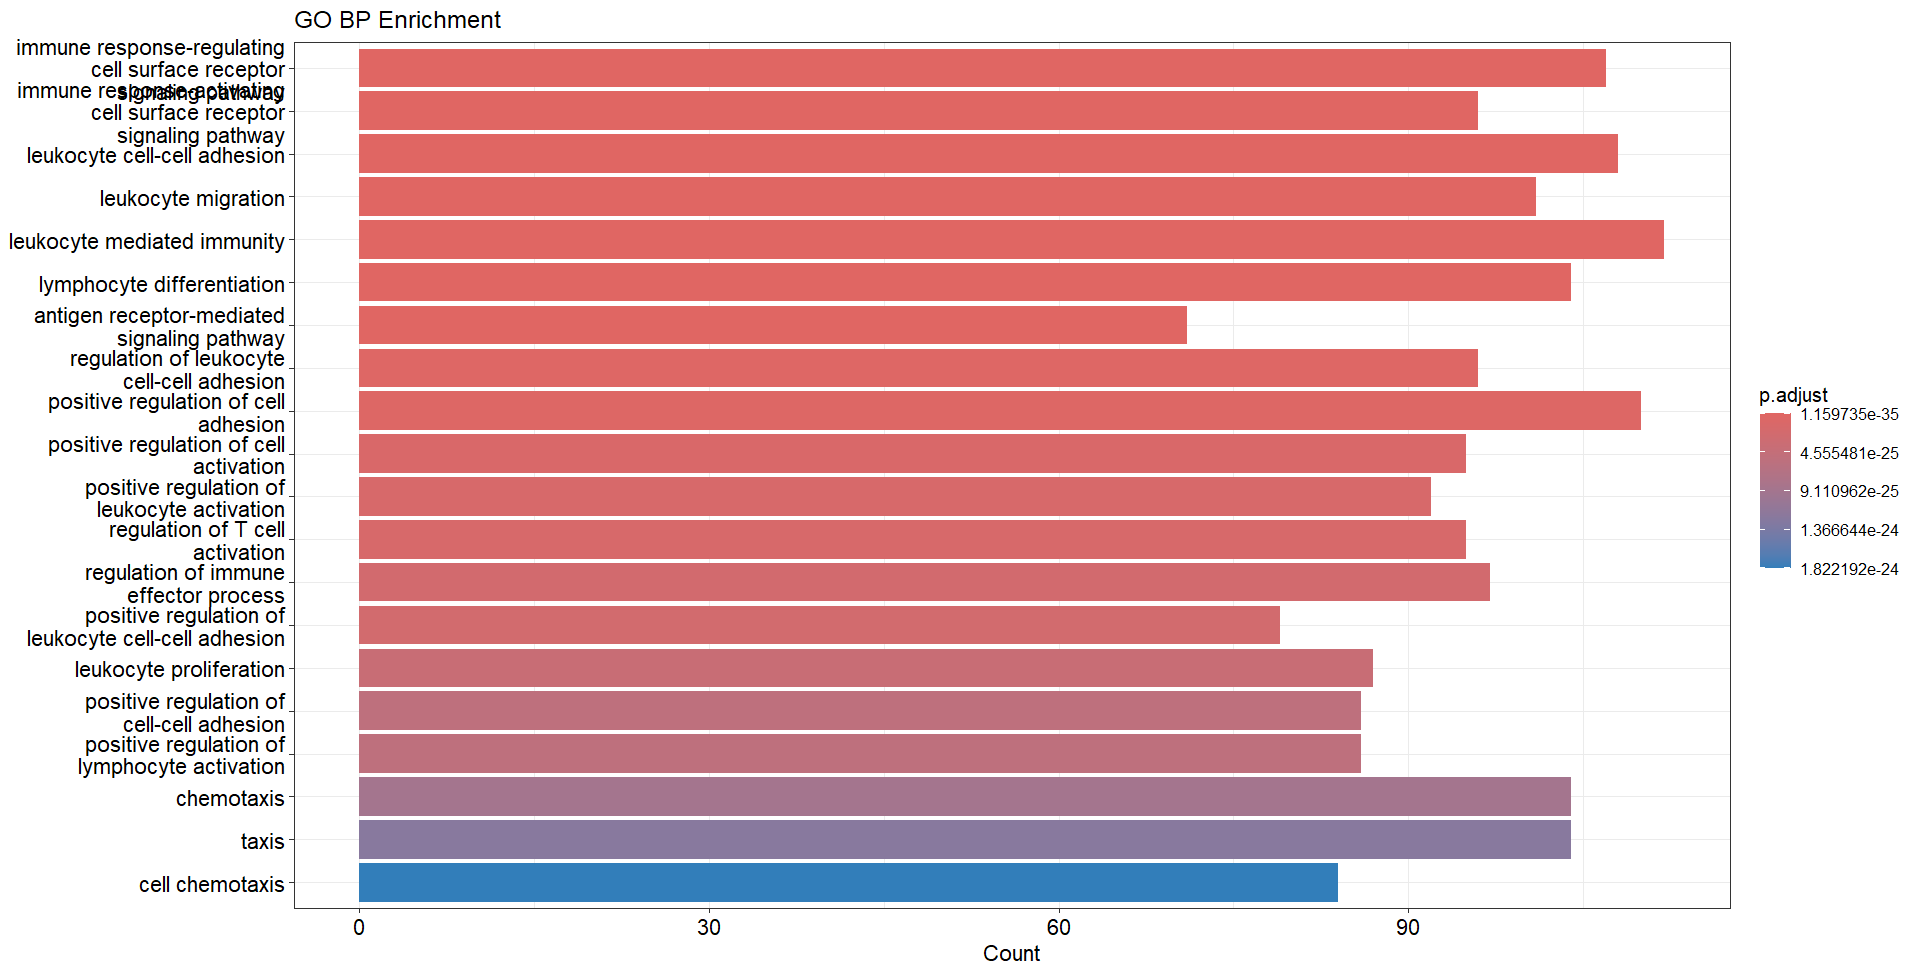 GO BP Enrichment
immune response-regulating
cell surface receptor
signaling pathway
immune response-activating
cell surface receptor
signaling pathway
leukocyte cell-cell adhesion
leukocyte migration
leukocyte mediated immunity
lymphocyte differentiation
antigen receptor-mediated
signaling pathway
regulation of leukocyte
cell-cell adhesion
positive regulation of cell
adhesion
positive regulation of cell
activation
positive regulation of
leukocyte activation
regulation of T cell
activation
regulation of immune
effector process
positive regulation of
leukocyte cell-cell adhesion
leukocyte proliferation
positive regulation of
cell-cell adhesion
positive regulation of
lymphocyte activation
chemotaxis
taxis
cell chemotaxis
0 30 60 90
Count
p.adjust
1.159735e-35
4.555481e-25
9.110962e-25
1.366644e-24
1.822192e-24